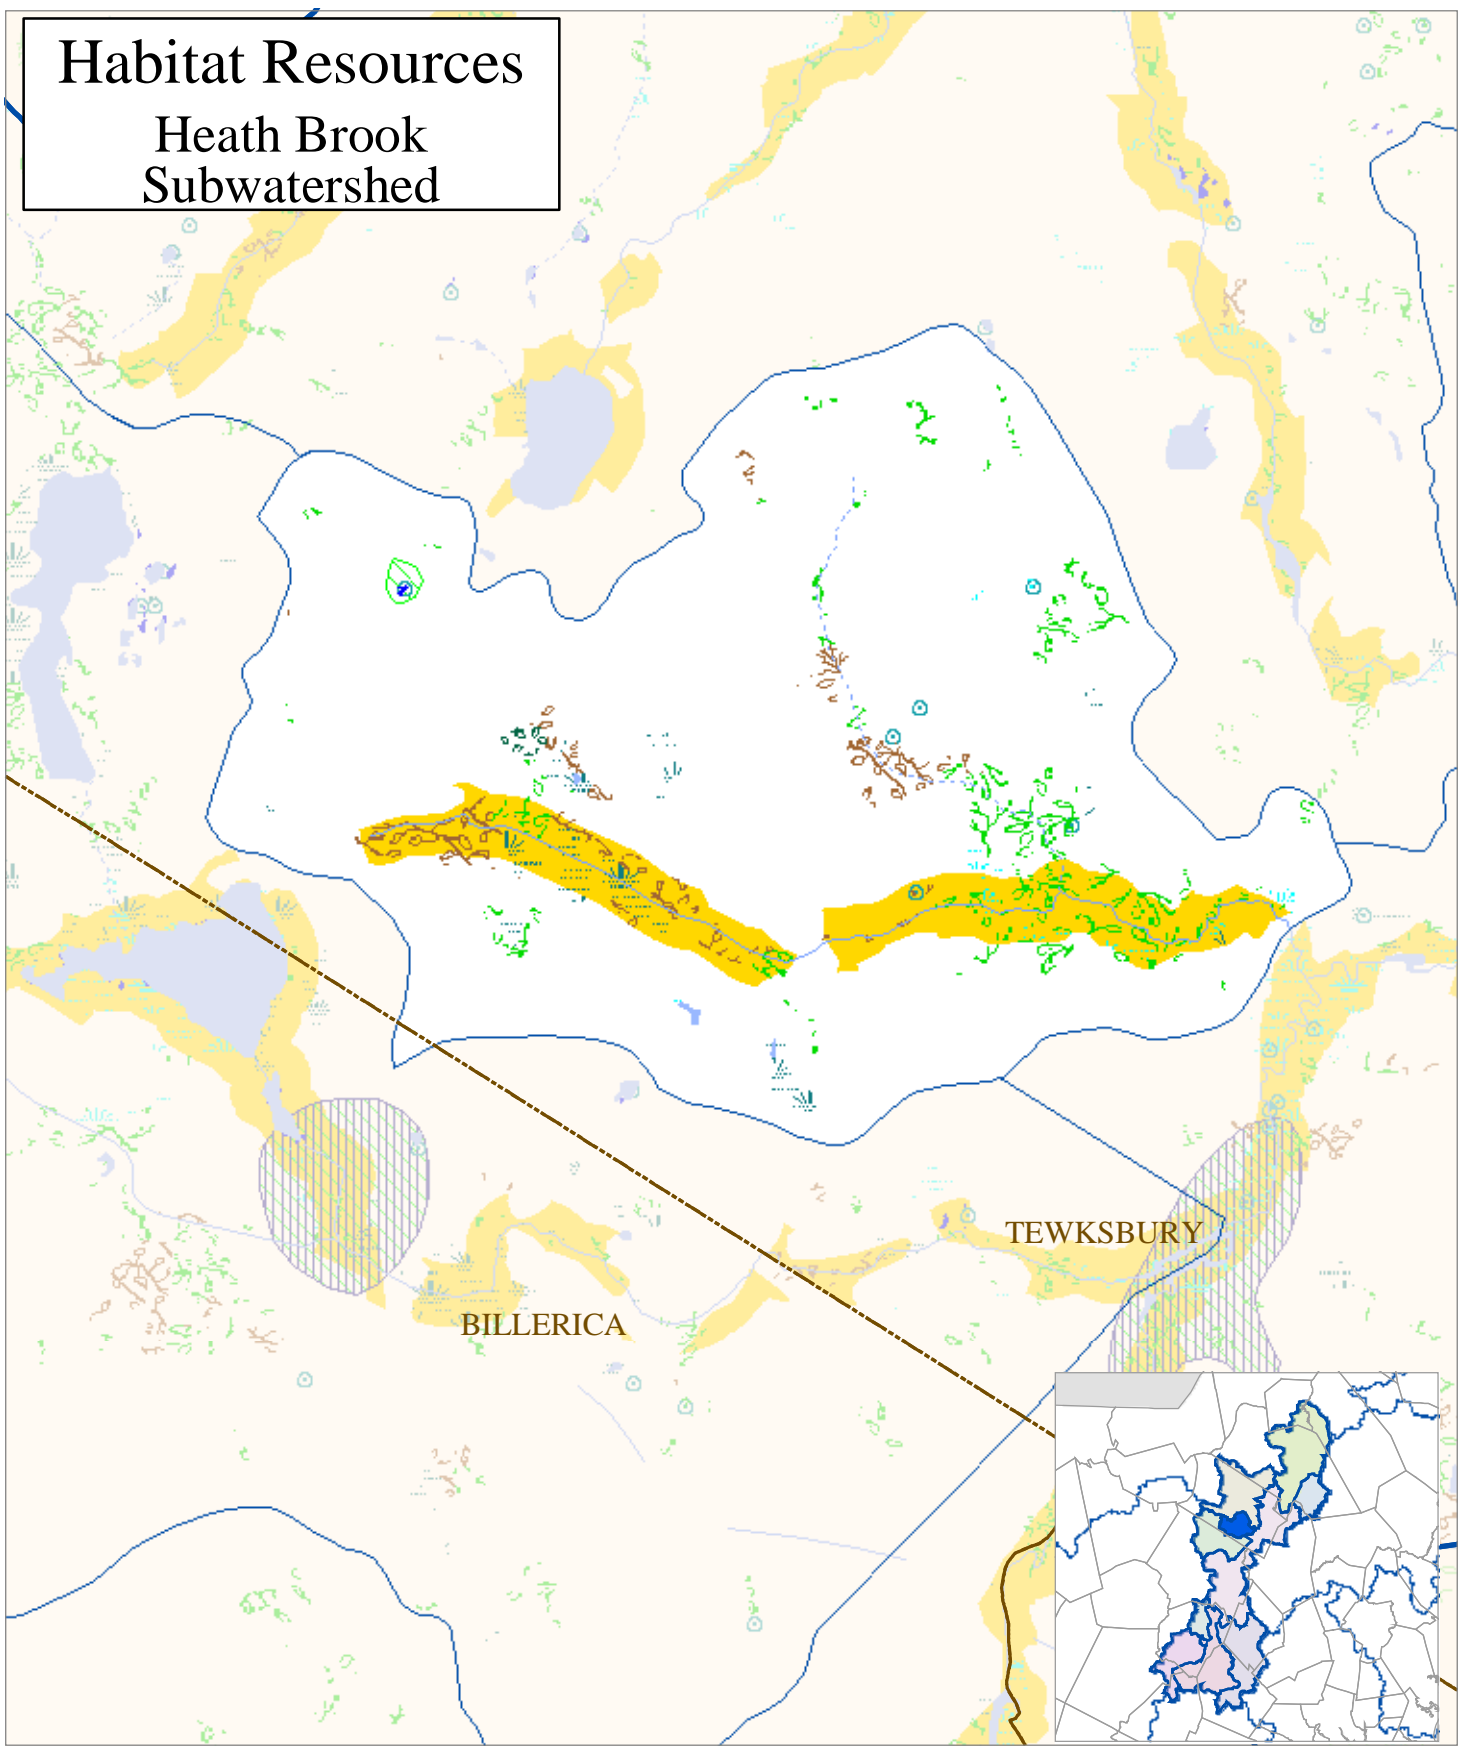 Habitat Resources
Heath Brook
Subwatershed
TEWKSBURY
BILLERICA